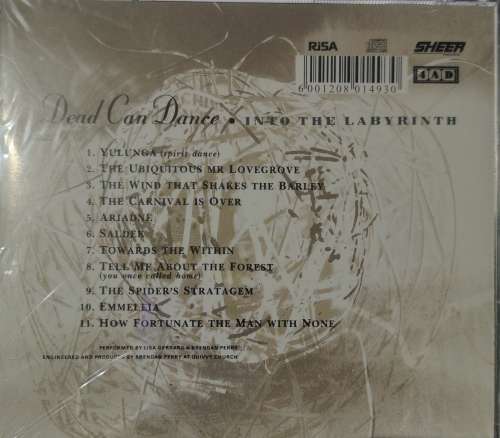 RiSA SHEER
4AD
6001208 014930
Dead Can Dance • INTO THE LABYRINTH
1. YULUNGA (spirit dance)
2. THE UBIQUITOUS MR LOVEGROVE
3. THE WIND THAT SHAKES THE BARLEY
4. THE CARNIVAL IS OVER
5. ARIADNE
6. SALDEK
7. TOWARDS THE WITHIN
8. TELL ME ABOUT THE FOREST
(you once called home)
9. THE SPIDER'S STRATAGEM
10. EMMELEIA
11. HOW FORTUNATE THE MAN WITH NONE
PERFORMED BY LISA GERRARD & BRENDAN PERRY
ENGINEERED AND PRODUCED BY BRENDAN PERRY AT QUIVVY CHURCH